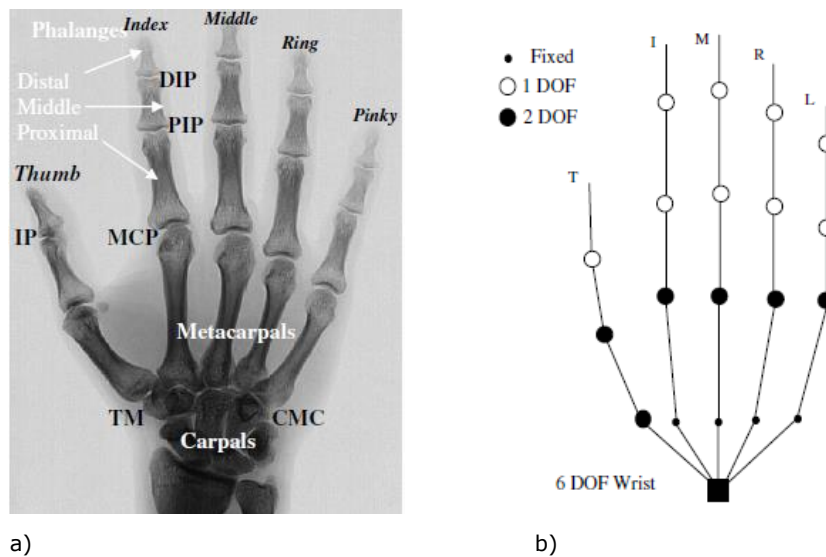 Index
Middle
Phalanges
Ring
Distal
DIP
Middle
PIP
Pinky
Proximal
Thumb
IP
MCP
Metacarpals
TM
CMC
Carpals
a)
Fixed
1 DOF
2 DOF
I
M
R
L
T
6 DOF Wrist
b)